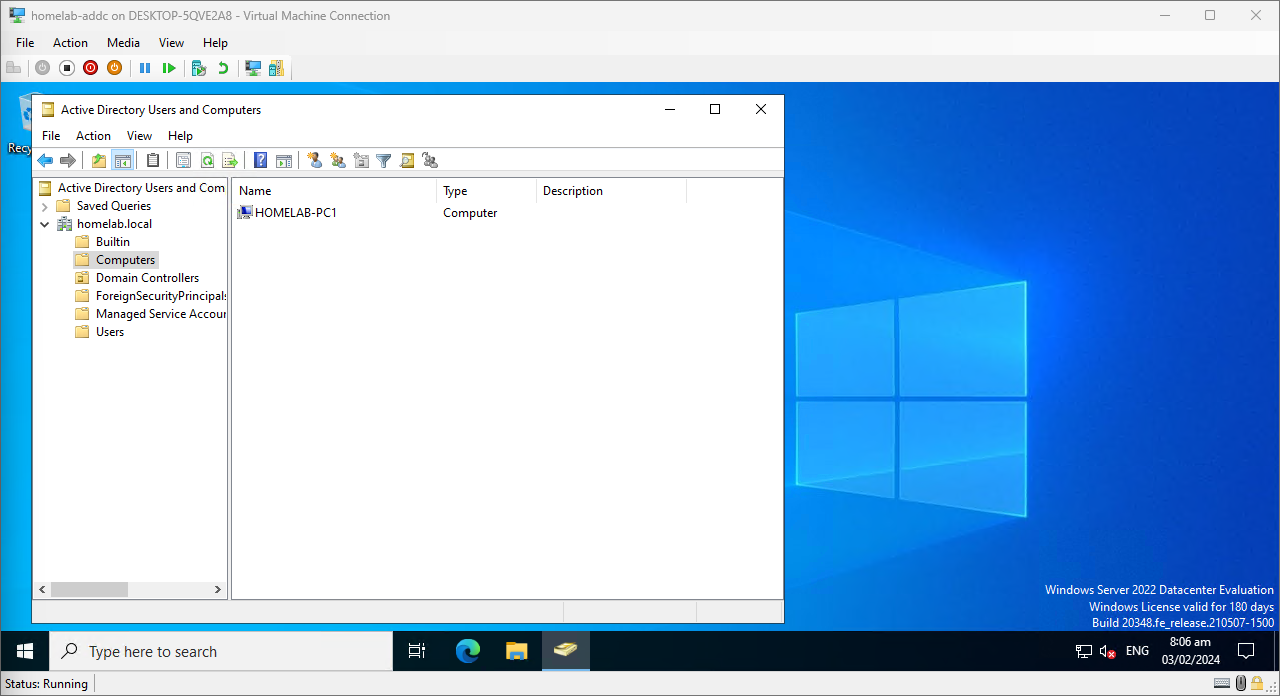 homelab-addc on DESKTOP-5QVE2A8 - Virtual Machine Connection
File Action Media View Help
Active Directory Users and Computers
File Action View Help
Active Directory Users and Com
Saved Queries
homelab.local
Builtin
Computers
Domain Controllers
ForeignSecurityPrincipals
Managed Service Accour
Users
Name Type Description
HOMELAB-PC1 Computer
Recy
Windows Server 2022 Datacenter Evaluation
Windows License valid for 180 days
Build 20348.fe_release.210507-1500
Type here to search
ENG
8:06 am
03/02/2024
Status: Running